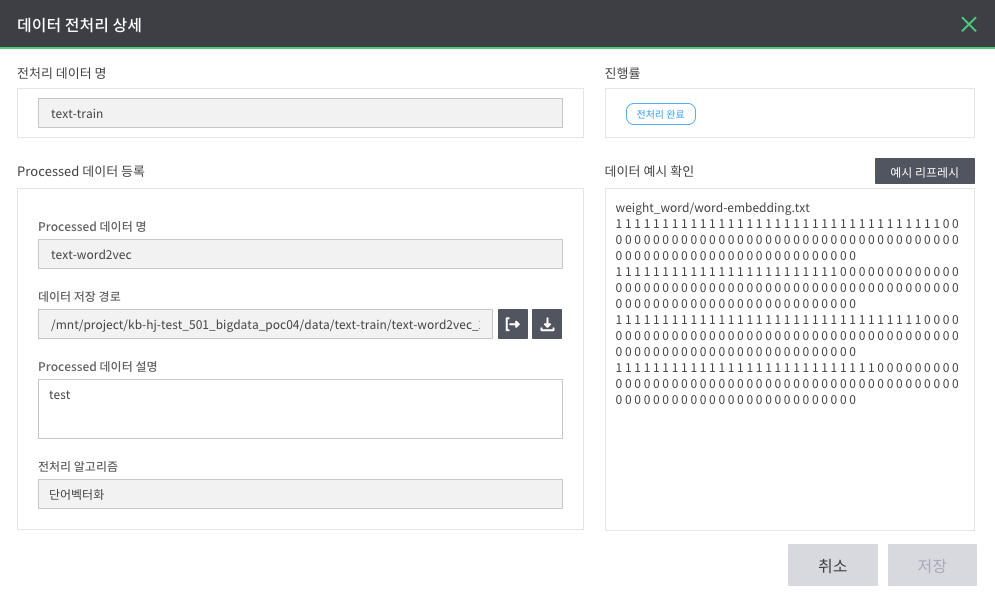 데이터 전처리 상세
전처리 데이터 명
text-train
진행률
전처리 완료
Processed 데이터 등록
Processed 데이터 명
text-word2vec
데이터 저장 경로
/mnt/project/kb-hj-test_501_bigdata_poc04/data/text-train/text-word2vec_
Processed 데이터 설명
test
전처리 알고리즘
단어벡터화
데이터 예시 확인
예시 리프레시
weight_word/word-embedding.txt
1 1 1 1 1 1 1 1 1 1 1 1 1 1 1 1 1 1 1 1 1 1 1 1 1 1 1 1 1 1 1 1 1 1 1 0 0
0 0 0 0 0 0 0 0 0 0 0 0 0 0 0 0 0 0 0 0 0 0 0 0 0 0 0 0 0 0 0 0 0 0 0 0 0
0 0 0 0 0 0 0 0 0 0 0 0 0 0 0 0 0 0 0 0 0 0 0 0 0 0
1 1 1 1 1 1 1 1 1 1 1 1 1 1 1 1 1 1 1 1 1 1 1 1 0 0 0 0 0 0 0 0 0 0 0 0 0
0 0 0 0 0 0 0 0 0 0 0 0 0 0 0 0 0 0 0 0 0 0 0 0 0 0 0 0 0 0 0 0 0 0 0 0 0
0 0 0 0 0 0 0 0 0 0 0 0 0 0 0 0 0 0 0 0 0 0 0 0 0 0
1 1 1 1 1 1 1 1 1 1 1 1 1 1 1 1 1 1 1 1 1 1 1 1 1 1 1 1 1 1 1 1 1 0 0 0 0
0 0 0 0 0 0 0 0 0 0 0 0 0 0 0 0 0 0 0 0 0 0 0 0 0 0 0 0 0 0 0 0 0 0 0 0 0
0 0 0 0 0 0 0 0 0 0 0 0 0 0 0 0 0 0 0 0 0 0 0 0 0 0
1 1 1 1 1 1 1 1 1 1 1 1 1 1 1 1 1 1 1 1 1 1 1 1 1 1 1 1 0 0 0 0 0 0 0 0 0
0 0 0 0 0 0 0 0 0 0 0 0 0 0 0 0 0 0 0 0 0 0 0 0 0 0 0 0 0 0 0 0 0 0 0 0 0
0 0 0 0 0 0 0 0 0 0 0 0 0 0 0 0 0 0 0 0 0 0 0 0 0 0
취소
저장